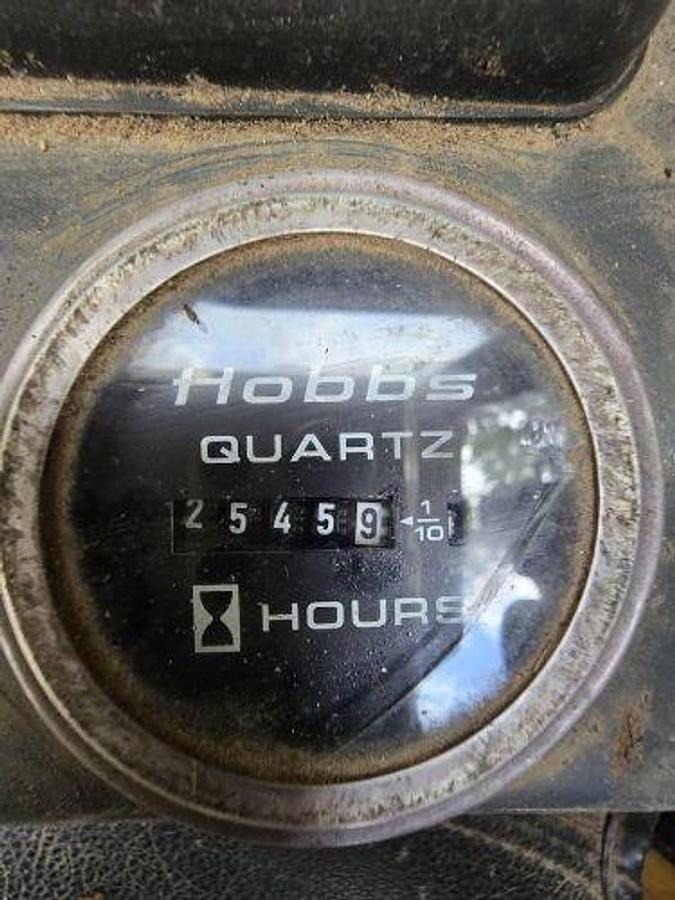 Hobbs
QUARTZ
25459 ◄ 1/10
HOURS